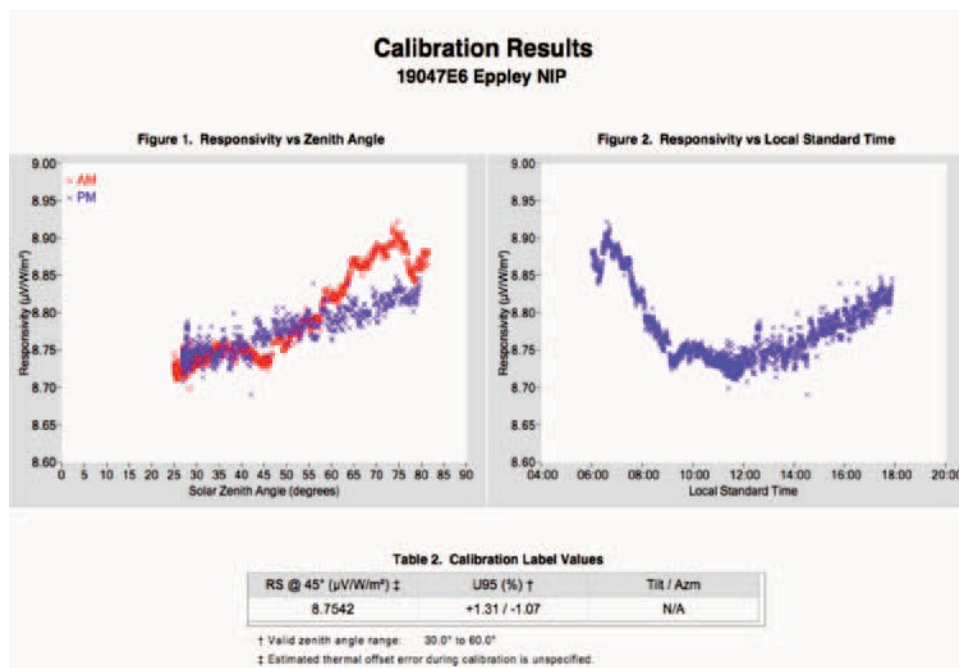 Calibration Results
19047E6 Eppley NIP
Figure 1. Responsivity vs Zenith Angle
9.00
8.95
8.90
8.85
8.80
8.75
8.70
8.65
8.60
Responsivity (µV/W/m²)
× AM
× PM
0 5 10 15 20 25 30 35 40 45 50 55 60 65 70 75 80 85 90
Solar Zenith Angle (degrees)
Figure 2. Responsivity vs Local Standard Time
9.00
8.95
8.90
8.85
8.80
8.75
8.70
8.65
8.60
Responsivity (µV/W/m²)
04:00 06:00 08:00 10:00 12:00 14:00 16:00 18:00 20:00
Local Standard Time
Table 2. Calibration Label Values
RS @ 45° (µV/W/m²) ‡ U95 (%) † Tilt / Azm
8.7542 +1.31 / -1.07 N/A
† Valid zenith angle range: 30.0° to 60.0°
‡ Estimated thermal offset error during calibration is unspecified.